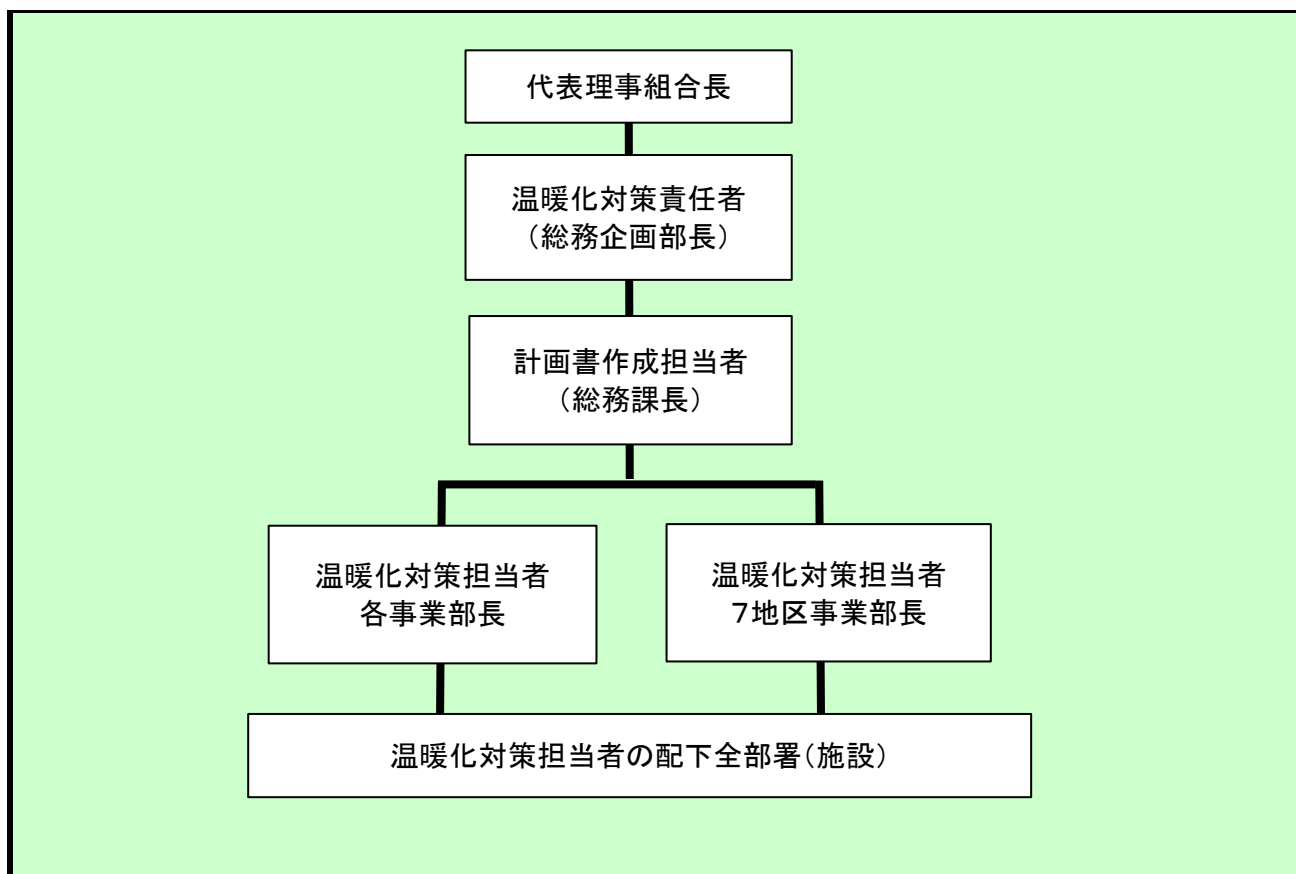 代表理事組合長
温暖化対策責任者
（総務企画部長）
計画書作成担当者
（総務課長）
温暖化対策担当者
各事業部長
温暖化対策担当者
7地区事業部長
温暖化対策担当者の配下全部署（施設）